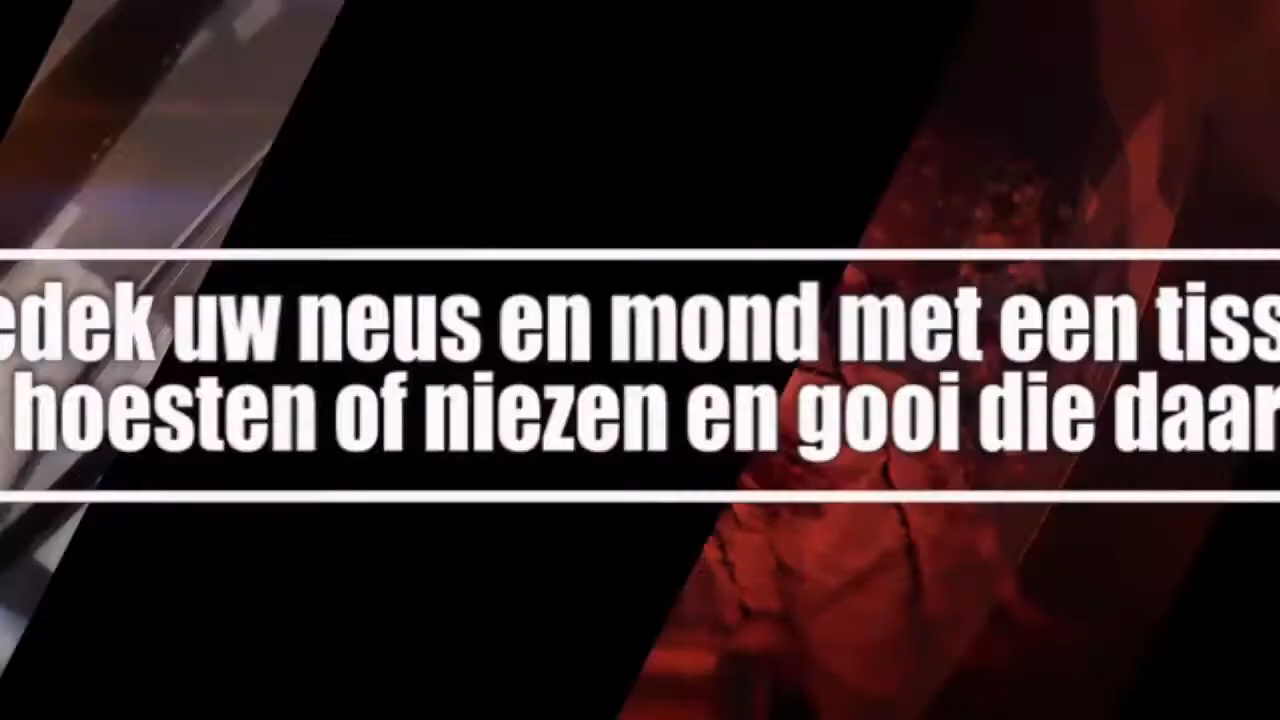 edek uw neus en mond met een tiss
hoesten of niezen en gooi die daar